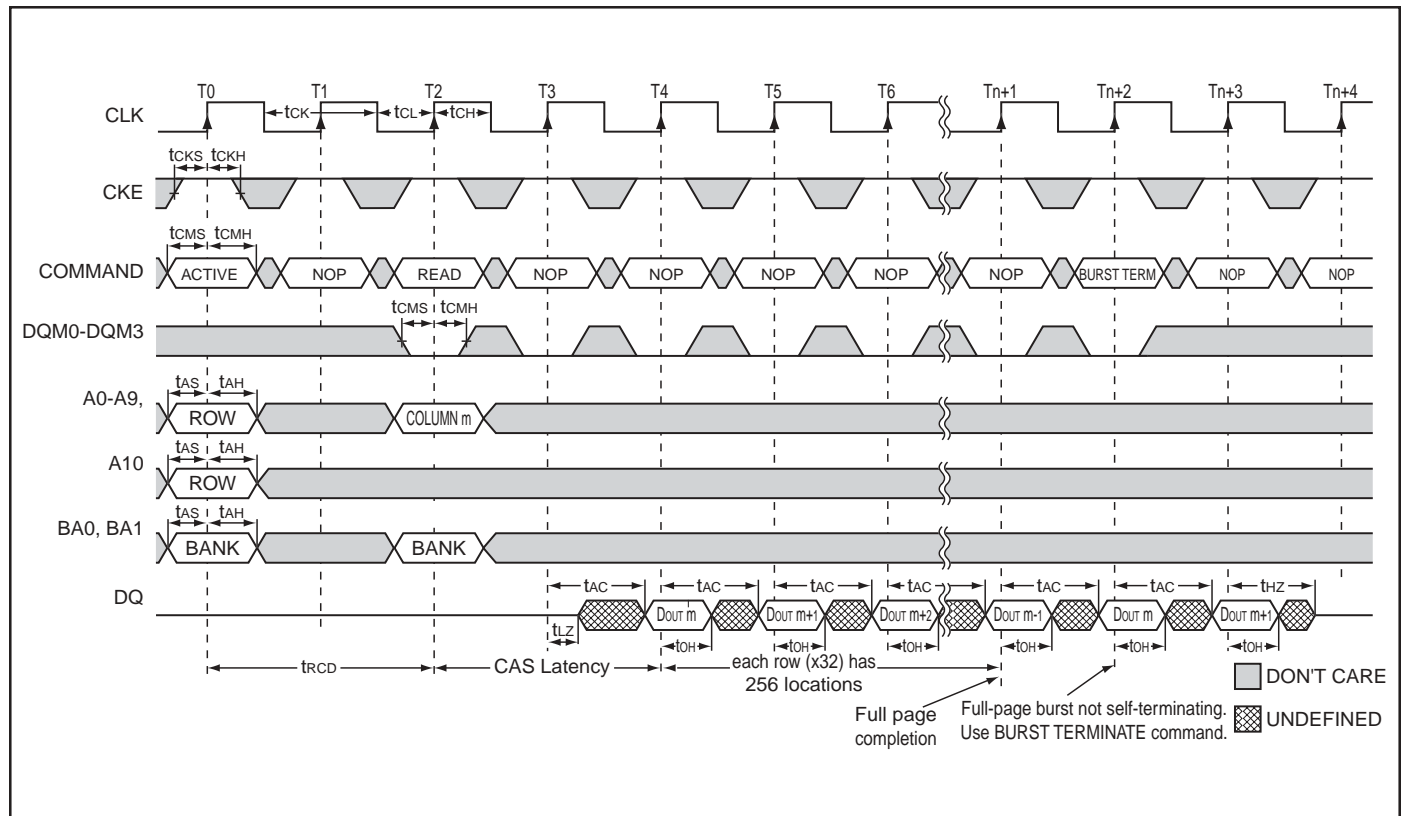 T0 T1 T2 T3 T4 T5 T6 Tn+1 Tn+2 Tn+3 Tn+4
CLK
tCK tCL tCH
tCKS tCKH
CKE
tCMS tCMH
COMMAND
ACTIVE NOP READ NOP NOP NOP NOP NOP BURST TERM NOP NOP
tCMS tCMH
DQM0-DQM3
tAS tAH
A0-A9,
ROW COLUMN m
tAS tAH
A10
ROW
tAS tAH
BA0, BA1
BANK BANK
tAC tAC tAC tAC tAC tAC tHZ
DQ
DOUT m DOUT m+1 DOUT m+2 DOUT m-1 DOUT m DOUT m+1
tLZ
tOH tOH tOH tOH tOH tOH
tRCD CAS Latency each row (x32) has
256 locations
DON'T CARE
Full page
completion
Full-page burst not self-terminating.
Use BURST TERMINATE command.
UNDEFINED